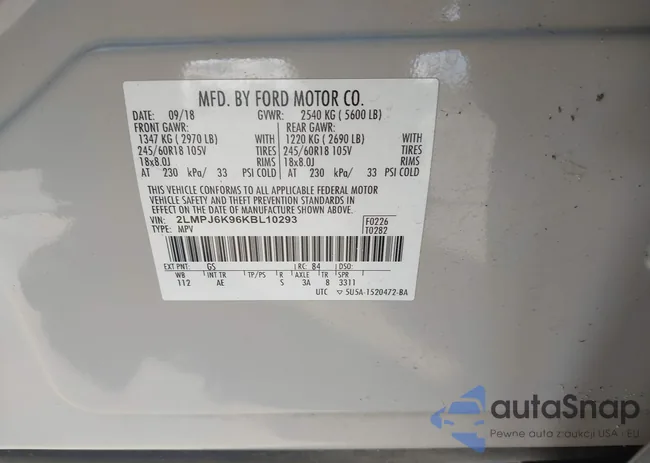 MFD. BY FORD MOTOR CO.
DATE: 09/18 GVWR: 2540 KG ( 5600 LB)
FRONT GAWR: REAR GAWR:
1347 KG ( 2970 LB) WITH 1220 KG ( 2690 LB) WITH
245/60R18 105V TIRES 245/60R18 105V TIRES
18x8.0J RIMS 18x8.0J RIMS
AT 230 kPa/ 33 PSI COLD AT 230 kPa/ 33 PSI COLD
THIS VEHICLE CONFORMS TO ALL APPLICABLE FEDERAL MOTOR
VEHICLE SAFETY AND THEFT PREVENTION STANDARDS IN
EFFECT ON DATE OF MANUFACTURE SHOWN ABOVE.
VIN: 2LMPJ6K96KBL10293 F0226
TYPE: MPV T0282
EXT PNT: GS RC: 84 DSO:
WB INT TR TP/PS R AXLE TR SPR
112 AE S 3A 8 3311
UTC ▽ 5U5A-1520472-BA
autaSnap
Pewne auta z aukcji USA - EU